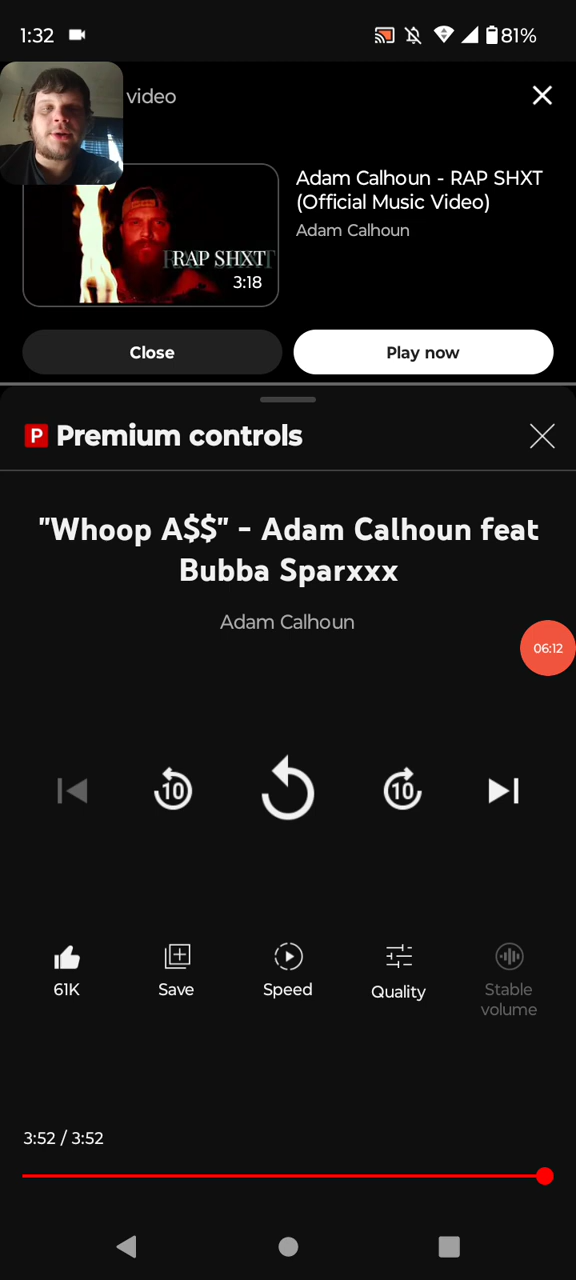 1:32
81%
video
Adam Calhoun - RAP SHXT
(Official Music Video)
Adam Calhoun
RAP SHXT
3:18
Close
Play now
P Premium controls
"Whoop A$$" - Adam Calhoun feat
Bubba Sparxxx
Adam Calhoun
06:12
10
10
61K
Save
Speed
Quality
Stable
volume
3:52 / 3:52